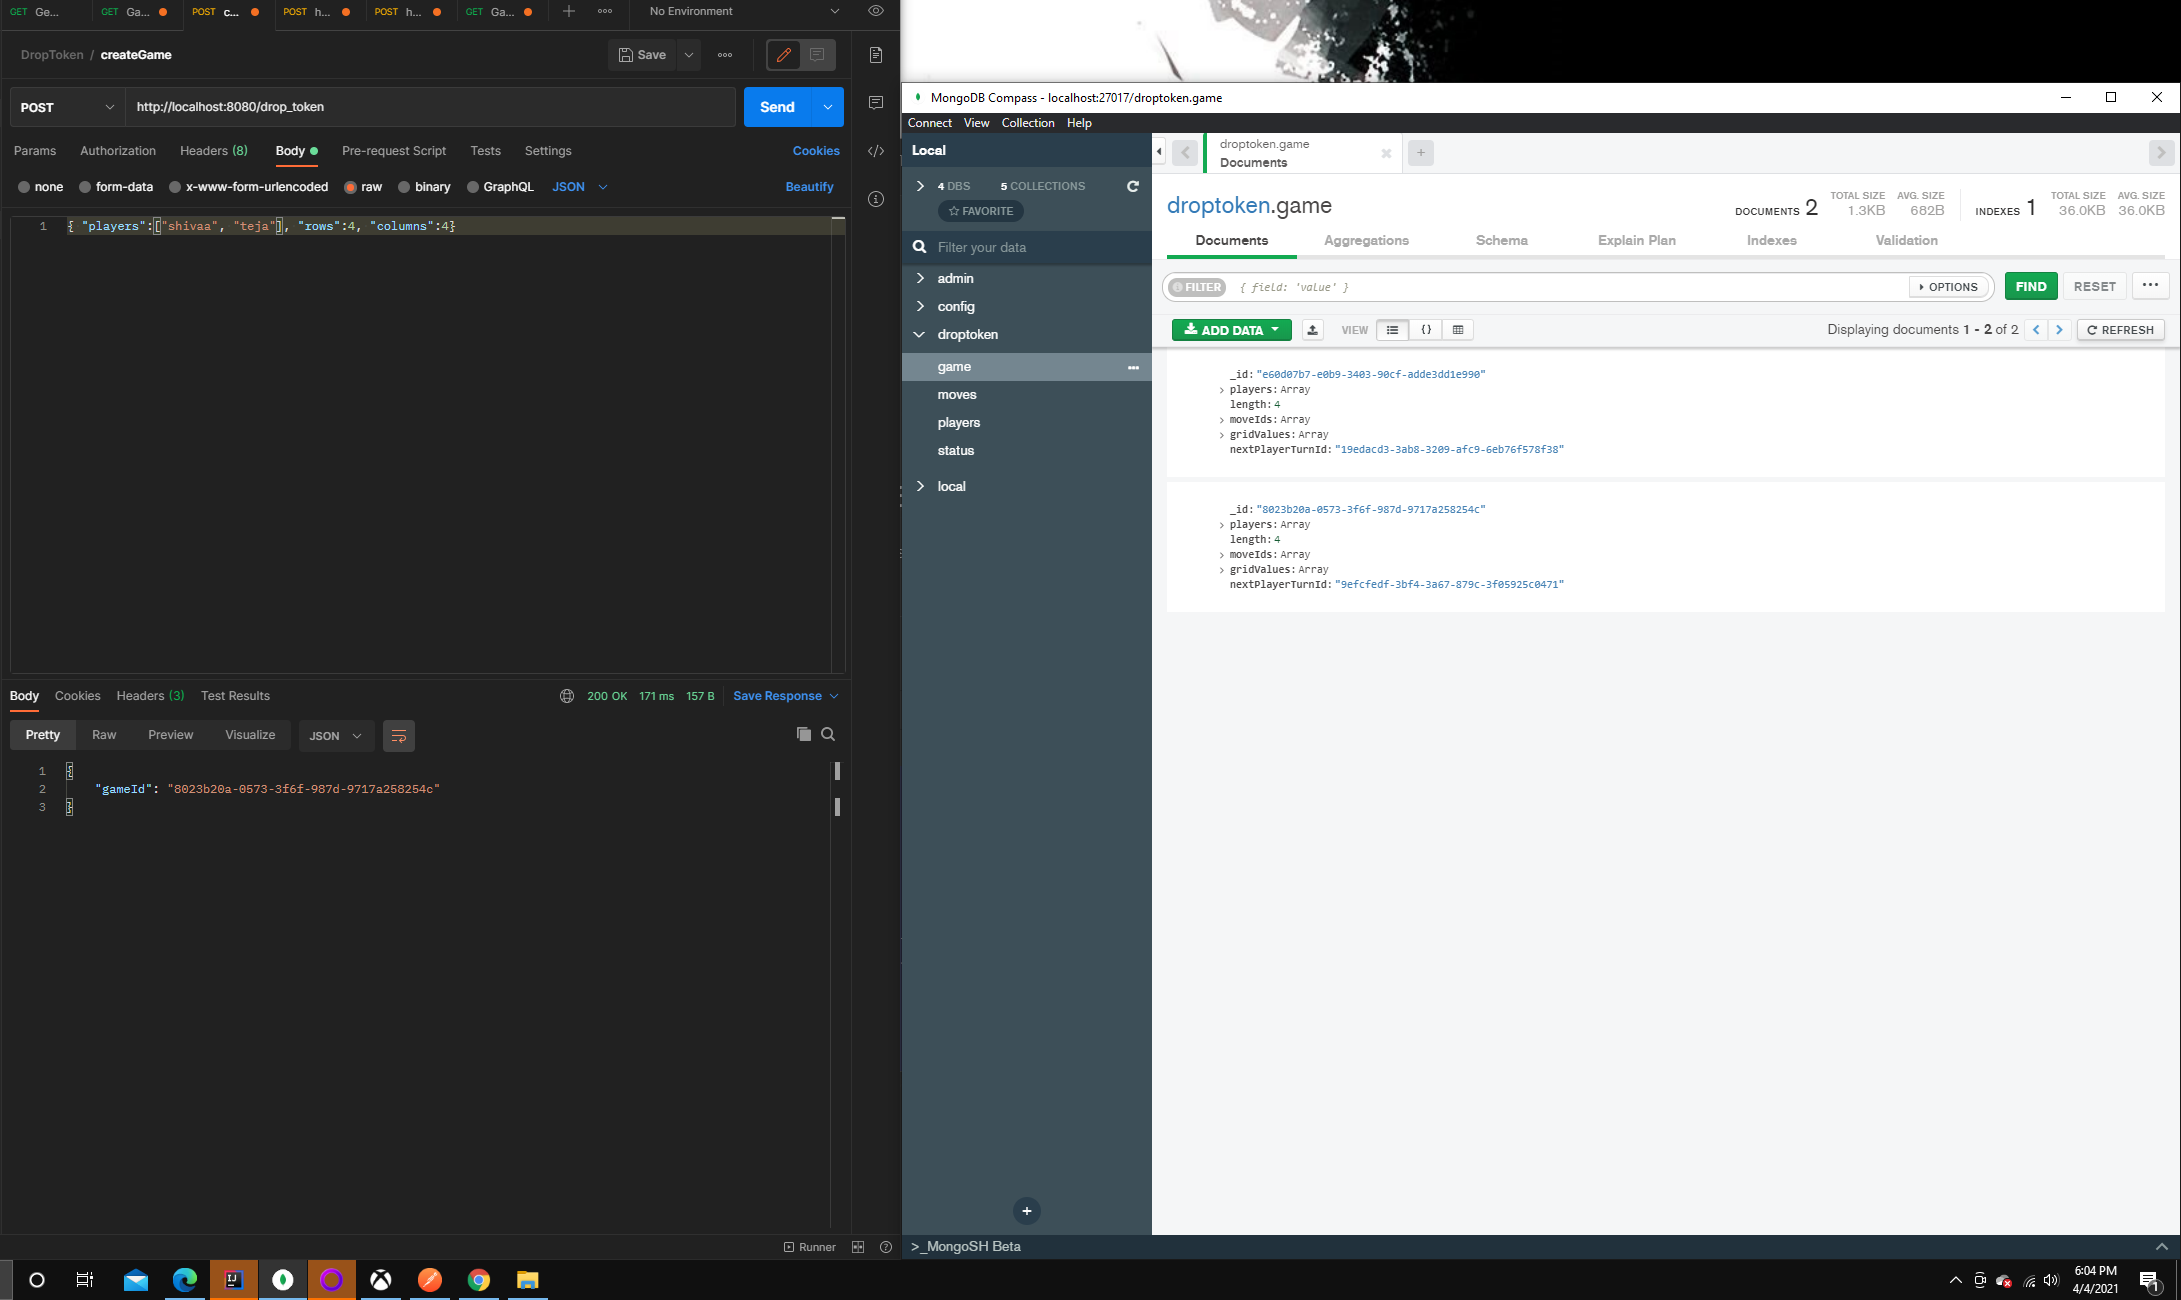 GET Ge... GET Ga... POST c... POST h... POST h... GET Ga... + ooo No Environment
DropToken / createGame Save ooo
POST http://localhost:8080/drop_token Send
Params Authorization Headers (8) Body Pre-request Script Tests Settings Cookies
none form-data x-www-form-urlencoded raw binary GraphQL JSON Beautify
1 { "players":["shivaa", "teja"], "rows":4, "columns":4}
Body Cookies Headers (3) Test Results 200 OK 171 ms 157 B Save Response
Pretty Raw Preview Visualize JSON
1 {
2 "gameId": "8023b20a-0573-3f6f-987d-9717a258254c"
3 }
Runner
MongoDB Compass - localhost:27017/droptoken.game
Connect View Collection Help
Local
4 DBS 5 COLLECTIONS
FAVORITE
Filter your data
admin
config
droptoken
game
moves
players
status
local
>_MongoSH Beta
droptoken.game
Documents
droptoken.game
DOCUMENTS 2 TOTAL SIZE 1.3KB AVG. SIZE 682B INDEXES 1 TOTAL SIZE 36.0KB AVG. SIZE 36.0KB
Documents Aggregations Schema Explain Plan Indexes Validation
FILTER { field: 'value' } OPTIONS FIND RESET ...
ADD DATA VIEW {} Displaying documents 1 - 2 of 2 REFRESH
_id: "e60d07b7-e0b9-3403-90cf-adde3dd1e990"
players: Array
length: 4
moveIds: Array
gridValues: Array
nextPlayerTurnId: "19edacd3-3ab8-3209-afc9-6eb76f578f38"
_id: "8023b20a-0573-3f6f-987d-9717a258254c"
players: Array
length: 4
moveIds: Array
gridValues: Array
nextPlayerTurnId: "9efcfedf-3bf4-3a67-879c-3f05925c0471"
6:04 PM
4/4/2021
1